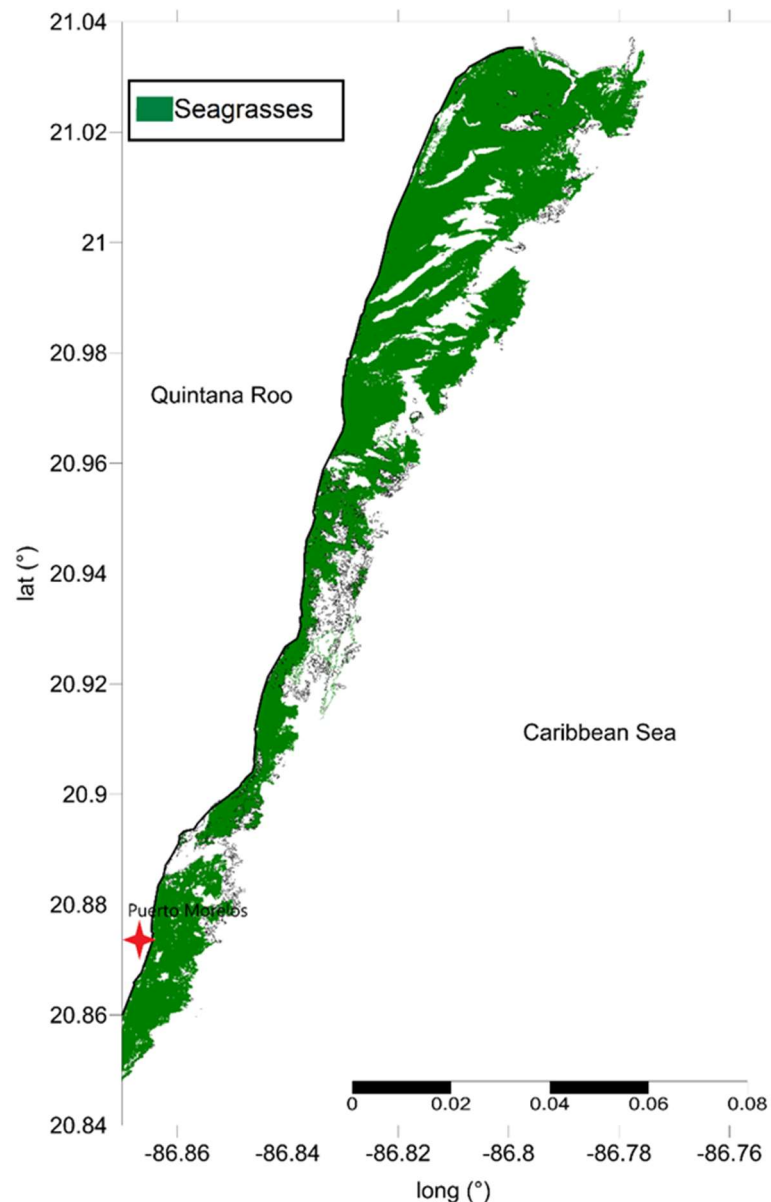 21.04
Seagrasses
21.02
21
20.98
Quintana Roo
20.96
lat (°)
20.94
20.92
Caribbean Sea
20.9
20.88
Puerto Morelos
20.86
0 0.02 0.04 0.06 0.08
20.84
-86.86 -86.84 -86.82 -86.8 -86.78 -86.76
long (°)